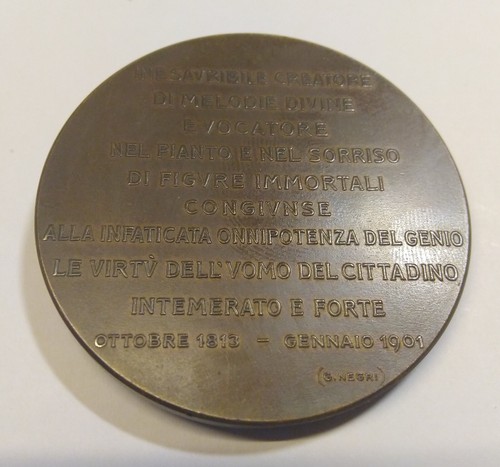 INESAVRIBILE CREATORE
DI MELODIE DIVINE
EVOCATORE
NEL PIANTO E NEL SORRISO
DI FIGVRE IMMORTALI
CONGIVNSE
ALLA INFATICATA ONNIPOTENZA DEL GENIO
LE VIRTÙ DELL'VOMO DEL CITTADINO
INTEMERATO E FORTE
OTTOBRE 1813 — GENNAIO 1901
(G. NEGRI)